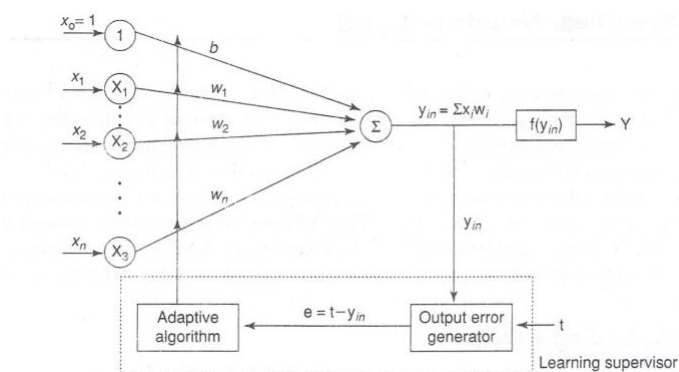 x₀= 1
1
b
x₁
X₁
w₁
x₂
X₂
w₂
Σ
y_in = Σx_iw_i
f(y_in)
Y
w_n
x_n
X₃
y_in
Adaptive
algorithm
e = t–y_in
Output error
generator
t
Learning supervisor